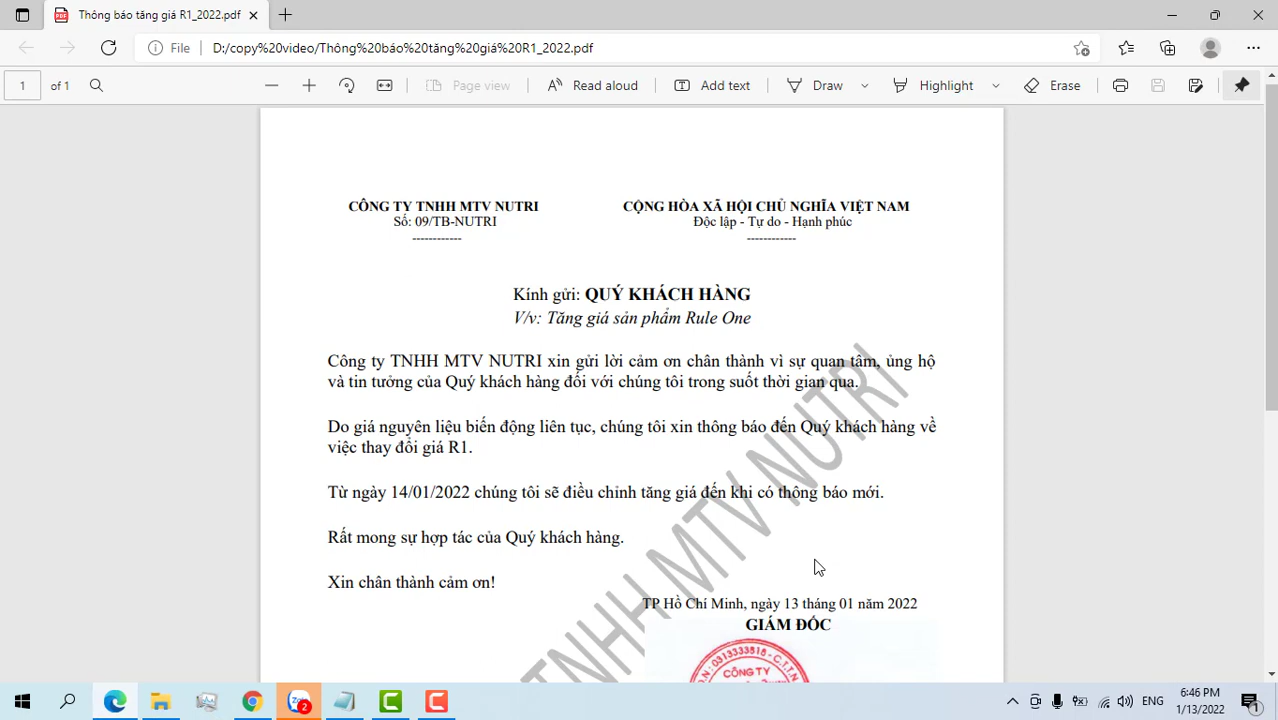 Thông báo tăng giá R1_2022.pdf
File D:/copy%20video/Thông%20báo%20tăng%20giá%20R1_2022.pdf
1 of 1 Page view Read aloud Add text Draw Highlight Erase
CÔNG TY TNHH MTV NUTRI
Số: 09/TB-NUTRI
------------
CỘNG HÒA XÃ HỘI CHỦ NGHĨA VIỆT NAM
Độc lập - Tự do - Hạnh phúc
------------
Kính gửi: QUÝ KHÁCH HÀNG
V/v: Tăng giá sản phẩm Rule One
Công ty TNHH MTV NUTRI xin gửi lời cảm ơn chân thành vì sự quan tâm, ủng hộ
và tin tưởng của Quý khách hàng đối với chúng tôi trong suốt thời gian qua.
Do giá nguyên liệu biến động liên tục, chúng tôi xin thông báo đến Quý khách hàng về
việc thay đổi giá R1.
Từ ngày 14/01/2022 chúng tôi sẽ điều chỉnh tăng giá đến khi có thông báo mới.
Rất mong sự hợp tác của Quý khách hàng.
Xin chân thành cảm ơn!
TP Hồ Chí Minh, ngày 13 tháng 01 năm 2022
GIÁM ĐỐC
TNHH MTV NUTRI
0313333818 - C.T.T.N
CÔNG TY
2
ENG
6:46 PM
1/13/2022
1